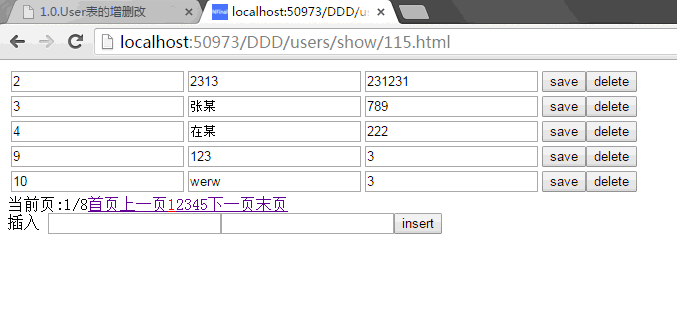 1.0.User表的增删改
localhost:50973/DDD/us
localhost:50973/DDD/users/show/115.html
2 2313 231231 save delete
3 张某 789 save delete
4 在某 222 save delete
9 123 3 save delete
10 werw 3 save delete
当前页:1/8首页上一页12345下一页末页
插入 insert